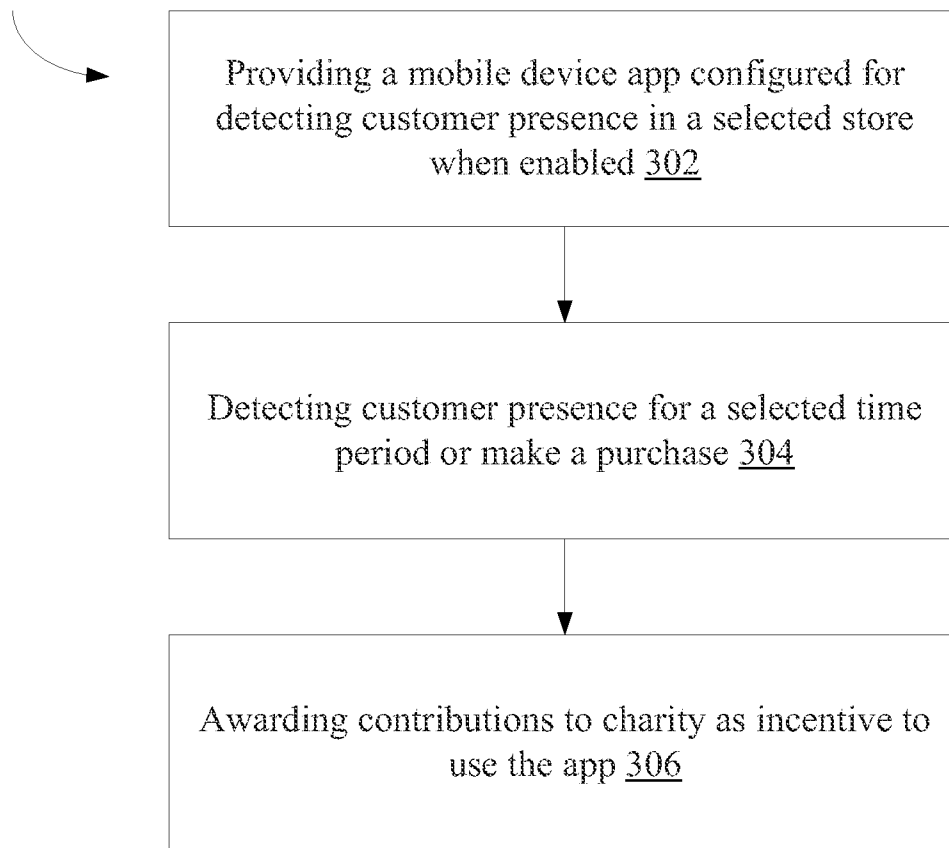 Providing a mobile device app configured for
detecting customer presence in a selected store
when enabled 302
Detecting customer presence for a selected time
period or make a purchase 304
Awarding contributions to charity as incentive to
use the app 306